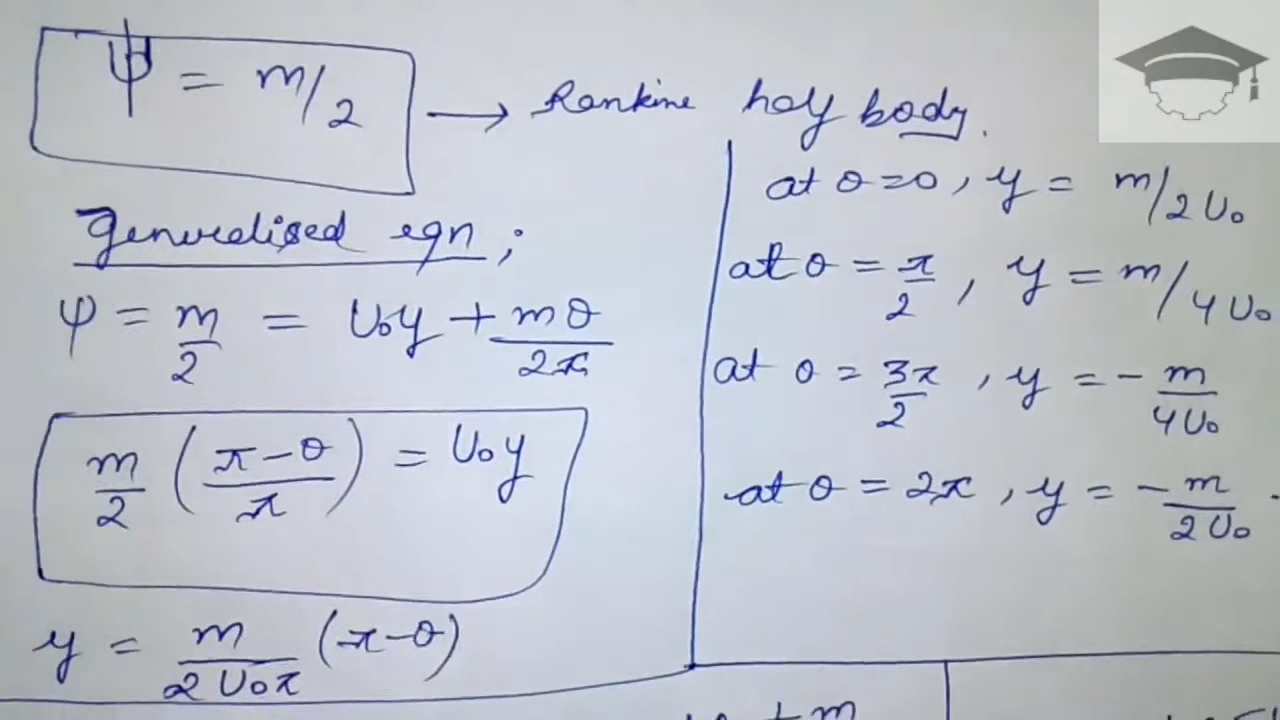 ψ = m/2 → Rankine half body.
Generalised eqn;
ψ = m/2 = U₀y + mθ/2π
m/2 (π-θ/π) = U₀y
y = m/2U₀π (π-θ)
at θ=0, y = m/2U₀
at θ = π/2, y = m/4U₀
at θ = 3π/2, y = -m/4U₀
at θ = 2π, y = -m/2U₀.